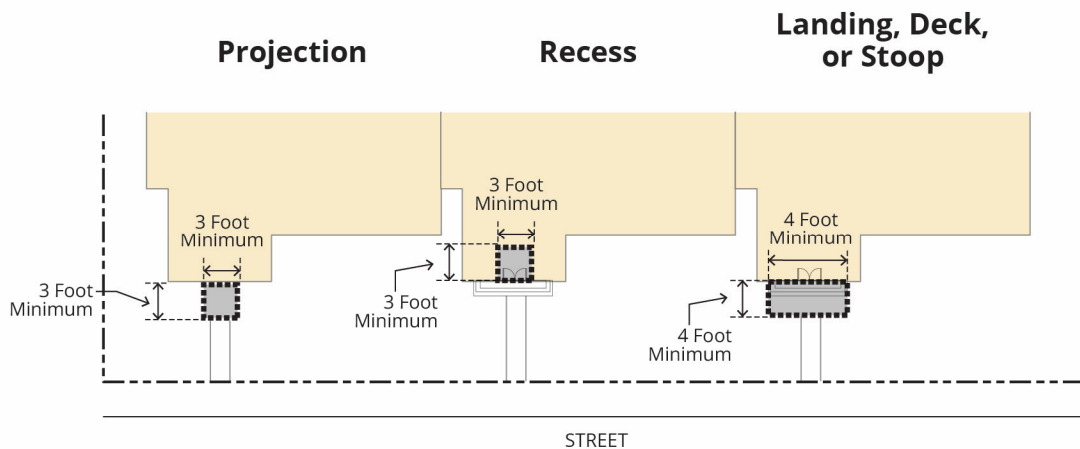 Projection
Recess
Landing, Deck,
or Stoop
3 Foot
Minimum
3 Foot
Minimum
3 Foot
Minimum
3 Foot
Minimum
4 Foot
Minimum
4 Foot
Minimum
STREET